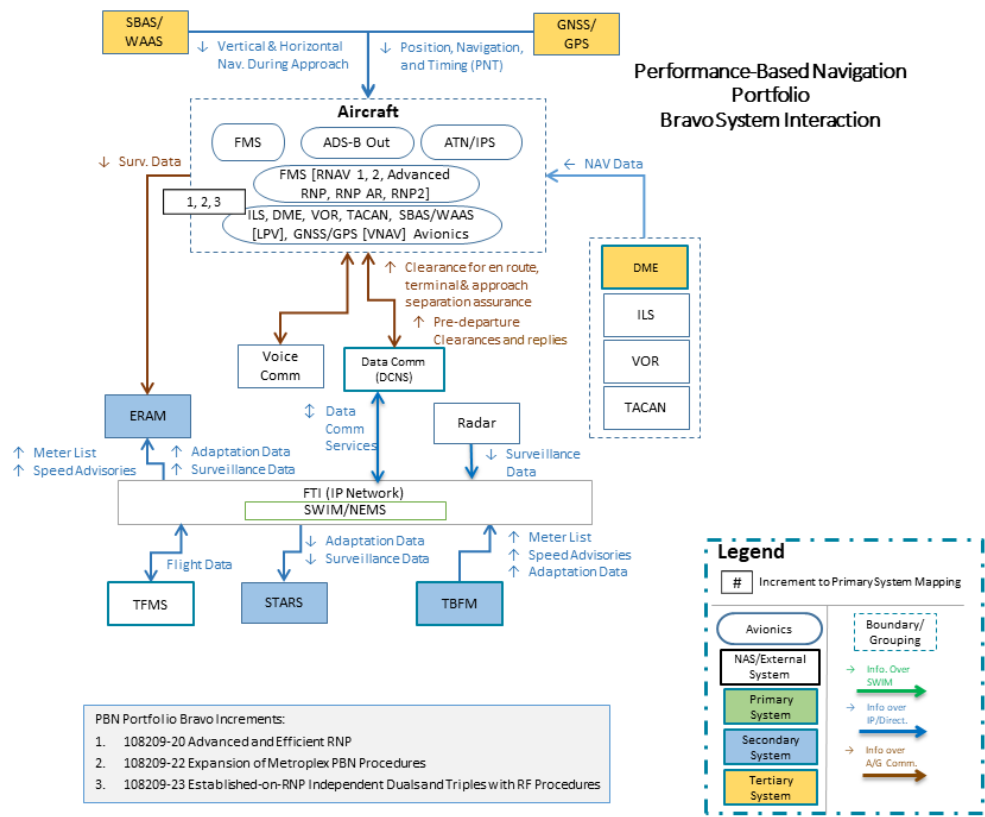 SBAS/
WAAS
GNSS/
GPS
↓ Vertical & Horizontal
Nav. During Approach
↓ Position, Navigation,
and Timing (PNT)
Performance-Based Navigation
Portfolio
Bravo System Interaction
Aircraft
FMS
ADS-B Out
ATN/IPS
↓ Surv. Data
← NAV Data
FMS [RNAV 1, 2, Advanced
RNP, RNP AR, RNP2]
1, 2, 3
ILS, DME, VOR, TACAN, SBAS/WAAS
[LPV], GNSS/GPS [VNAV] Avionics
DME
ILS
VOR
TACAN
↑ Clearance for en route,
terminal & approach
separation assurance
↑ Pre-departure
Clearances and replies
Voice
Comm
Data Comm
(DCNS)
ERAM
↕ Data
Comm
Services
Radar
↑ Meter List
↑ Speed Advisories
↑ Adaptation Data
↑ Surveillance Data
↓ Surveillance
Data
FTI (IP Network)
SWIM/NEMS
Flight Data
↓ Adaptation Data
↓ Surveillance Data
↑ Meter List
↑ Speed Advisories
↑ Adaptation Data
TFMS
STARS
TBFM
Legend
# Increment to Primary System Mapping
Avionics
Boundary/
Grouping
NAS/External
System
→ Info. Over
SWIM
Primary
System
→ Info over
IP/Direct.
Secondary
System
→ Info over
A/G Comm.
Tertiary
System
PBN Portfolio Bravo Increments:
1. 108209-20 Advanced and Efficient RNP
2. 108209-22 Expansion of Metroplex PBN Procedures
3. 108209-23 Established-on-RNP Independent Duals and Triples with RF Procedures